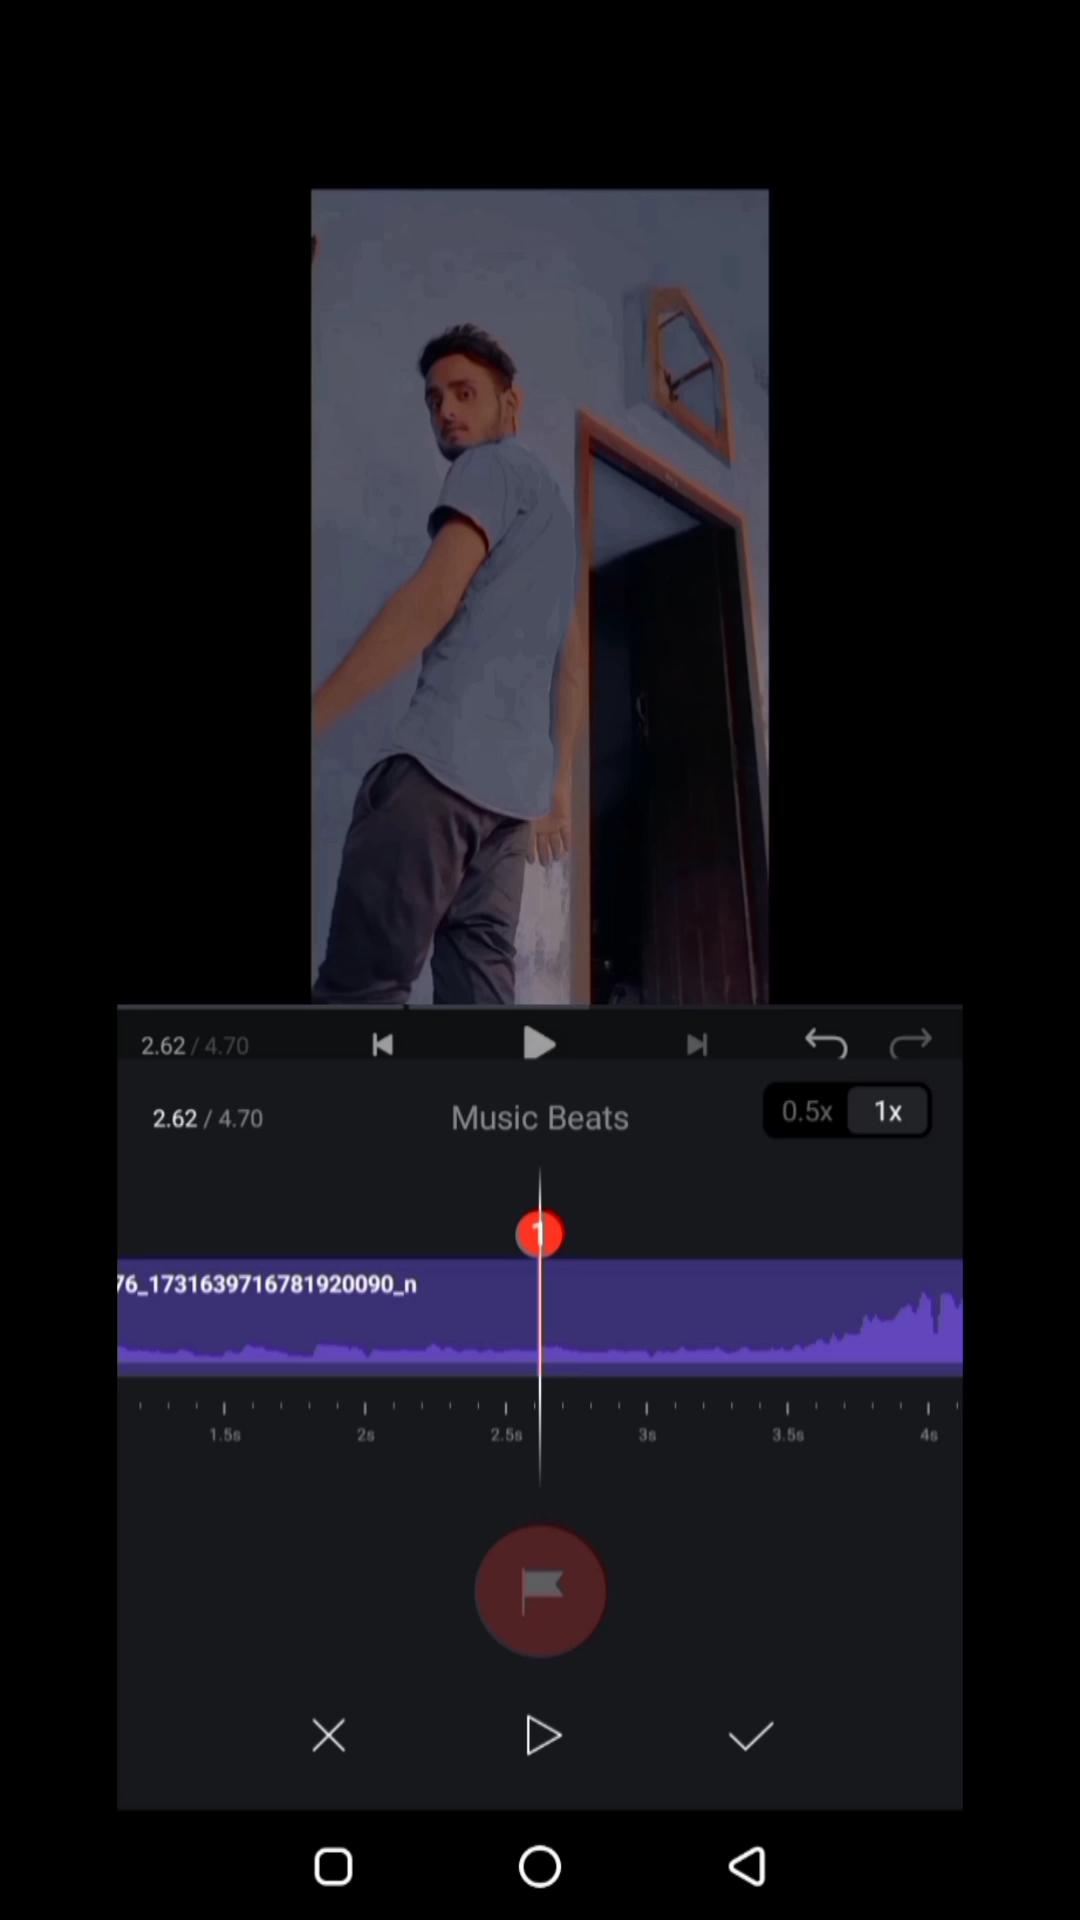 2.62 / 4.70
2.62 / 4.70
Music Beats
0.5x
1x
1
76_1731639716781920090_n
1.5s
2s
2.5s
3s
3.5s
4s